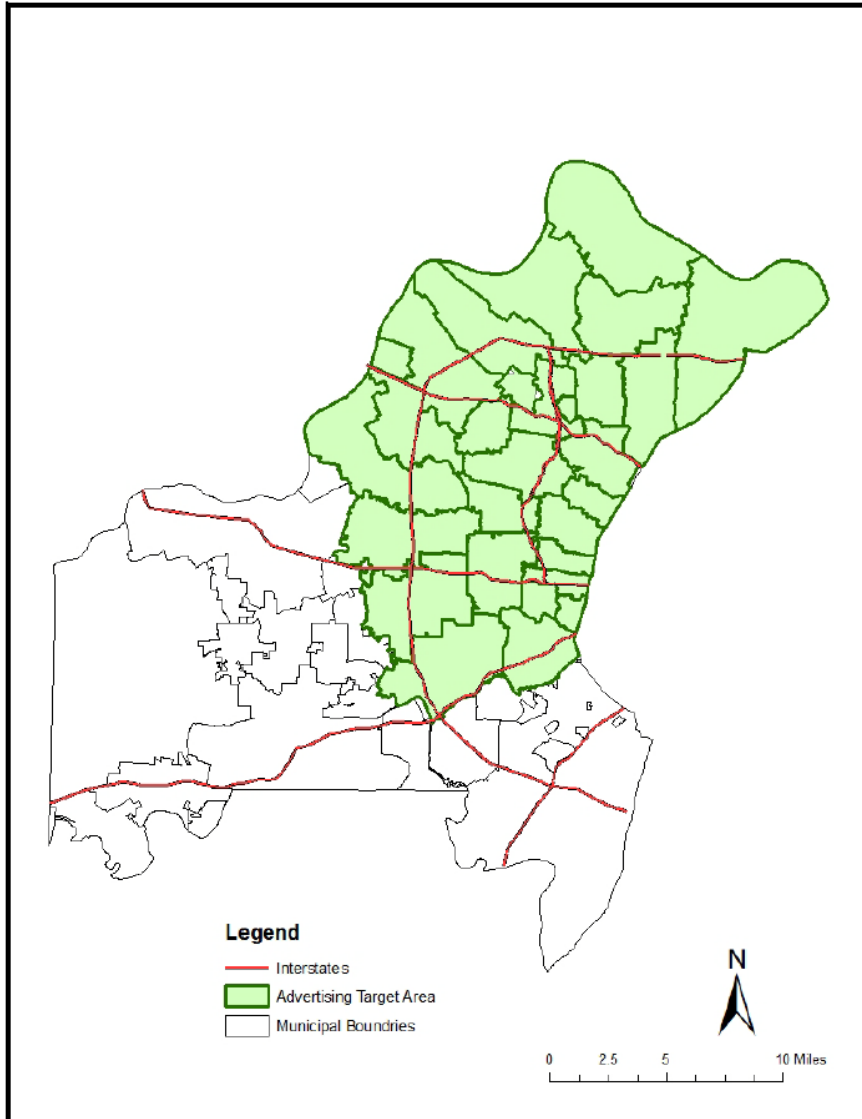 Legend
Interstates
Advertising Target Area
Municipal Boundries
N
0 2.5 5 10 Miles